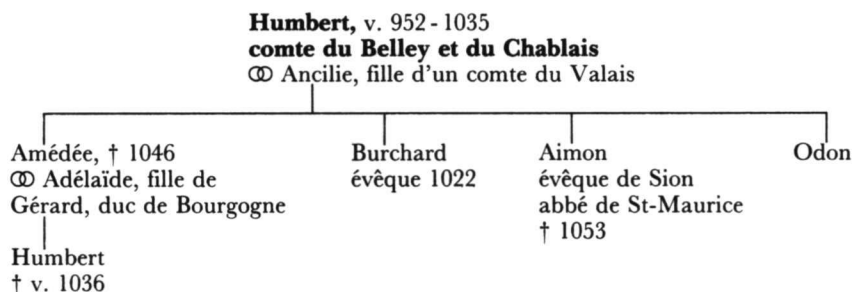 Humbert, v. 952 - 1035
comte du Belley et du Chablais
⚭ Ancilie, fille d'un comte du Valais
Amédée, † 1046
⚭ Adélaïde, fille de
Gérard, duc de Bourgogne
Humbert
† v. 1036
Burchard
évêque 1022
Aimon
évêque de Sion
abbé de St-Maurice
† 1053
Odon